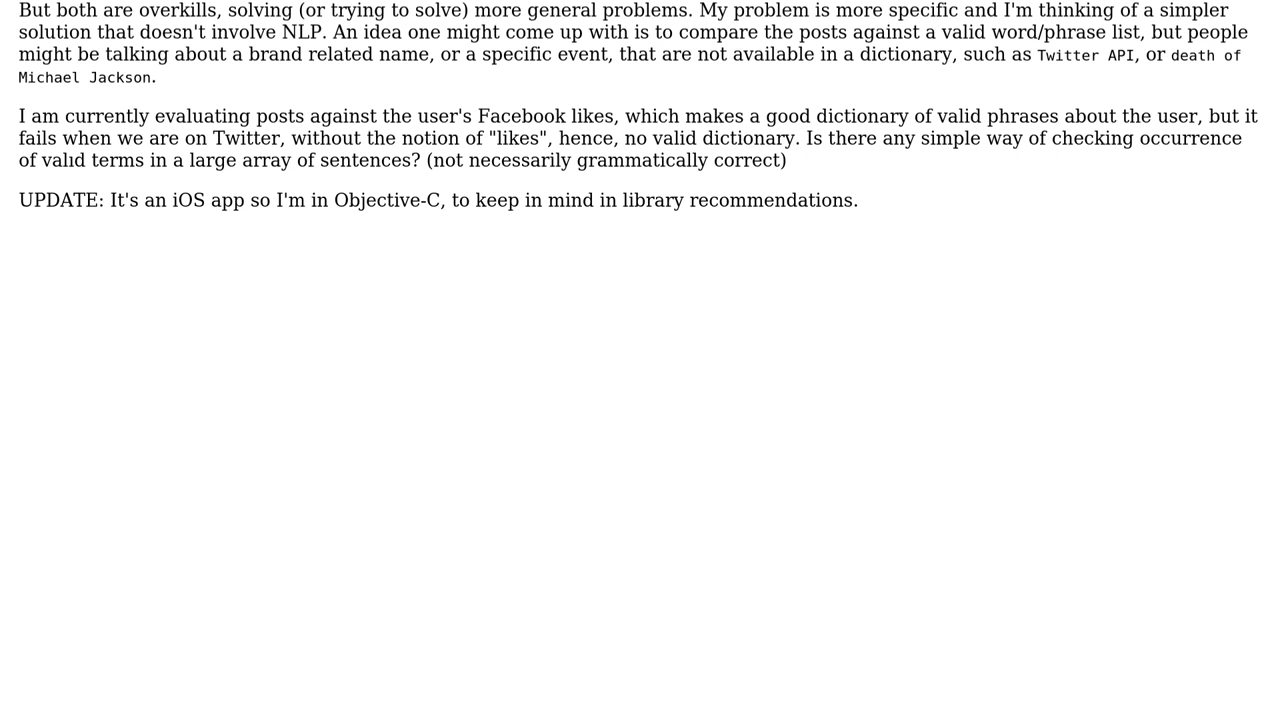 But both are overkills, solving (or trying to solve) more general problems. My problem is more specific and I'm thinking of a simpler
solution that doesn't involve NLP. An idea one might come up with is to compare the posts against a valid word/phrase list, but people
might be talking about a brand related name, or a specific event, that are not available in a dictionary, such as Twitter API, or death of
Michael Jackson.
I am currently evaluating posts against the user's Facebook likes, which makes a good dictionary of valid phrases about the user, but it
fails when we are on Twitter, without the notion of "likes", hence, no valid dictionary. Is there any simple way of checking occurrence
of valid terms in a large array of sentences? (not necessarily grammatically correct)
UPDATE: It's an iOS app so I'm in Objective-C, to keep in mind in library recommendations.